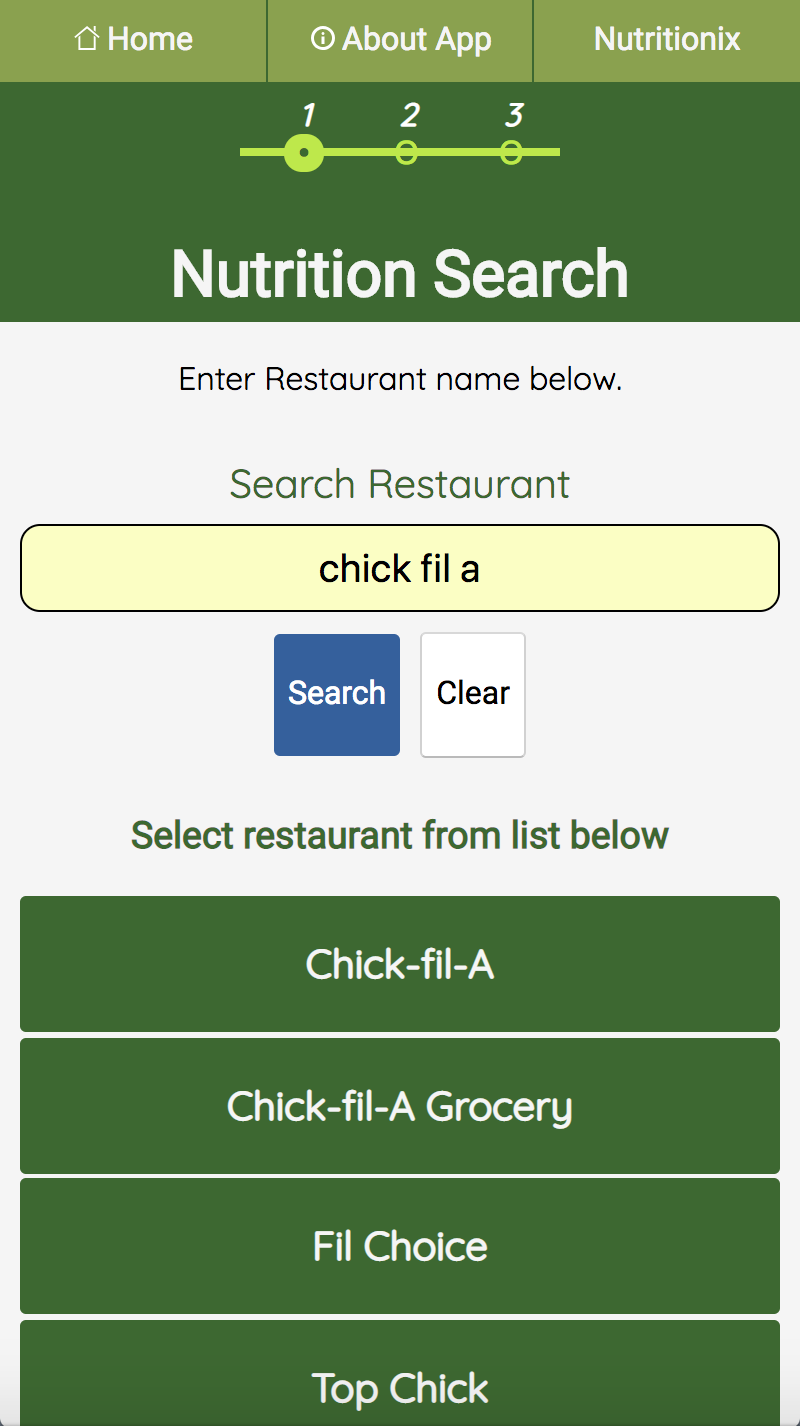 Home About App Nutritionix
1 2 3
Nutrition Search
Enter Restaurant name below.
Search Restaurant
chick fil a
Search Clear
Select restaurant from list below
Chick-fil-A
Chick-fil-A Grocery
Fil Choice
Top Chick